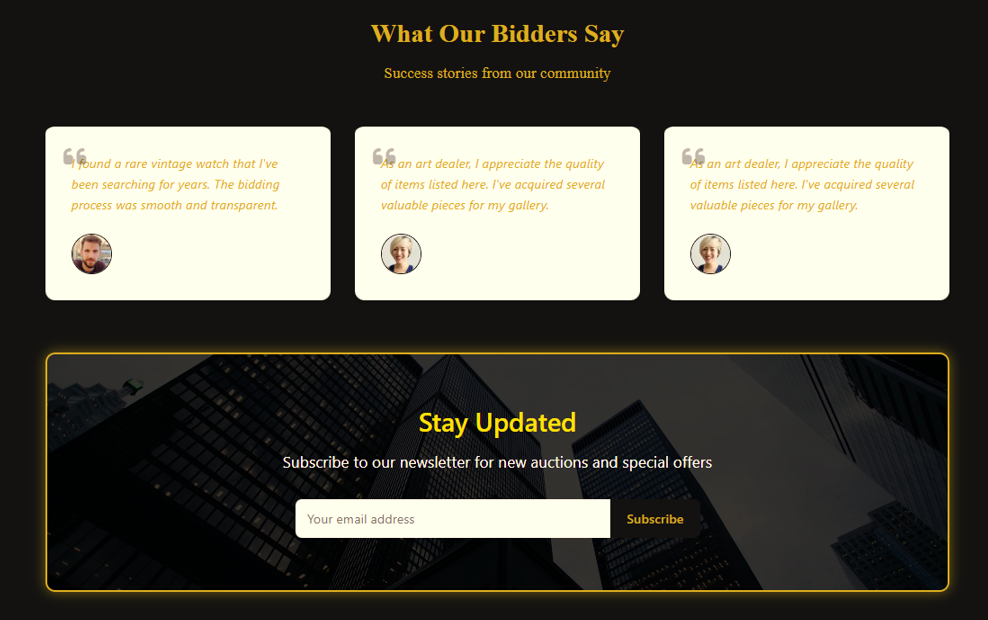 What Our Bidders Say
Success stories from our community
I found a rare vintage watch that I've
been searching for years. The bidding
process was smooth and transparent.
As an art dealer, I appreciate the quality
of items listed here. I've acquired several
valuable pieces for my gallery.
As an art dealer, I appreciate the quality
of items listed here. I've acquired several
valuable pieces for my gallery.
Stay Updated
Subscribe to our newsletter for new auctions and special offers
Your email address
Subscribe